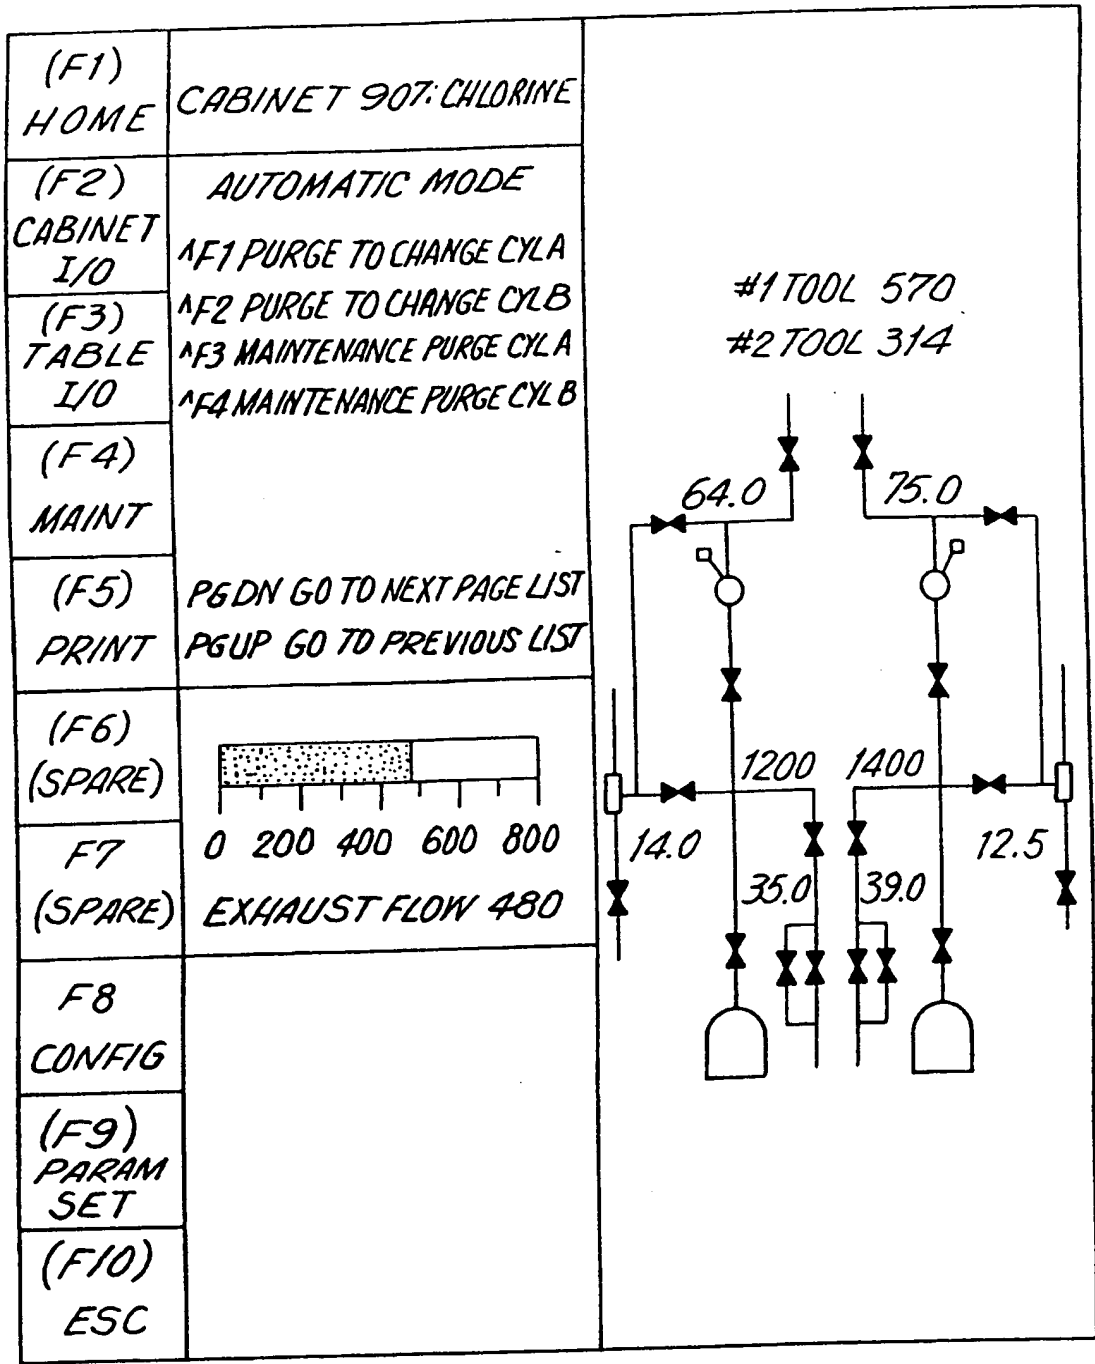 (F1)
HOME
CABINET 907: CHLORINE
(F2)
CABINET
I/O
AUTOMATIC MODE
^F1 PURGE TO CHANGE CYL A
^F2 PURGE TO CHANGE CYL B
^F3 MAINTENANCE PURGE CYL A
^F4 MAINTENANCE PURGE CYL B
(F3)
TABLE
I/O
(F4)
MAINT
(F5)
PRINT
PGDN GO TO NEXT PAGE LIST
PGUP GO TO PREVIOUS LIST
(F6)
(SPARE)
F7
(SPARE)
0 200 400 600 800
EXHAUST FLOW 480
F8
CONFIG
(F9)
PARAM
SET
(F10)
ESC
#1 TOOL 570
#2 TOOL 314
64.0 75.0
1200 1400
14.0 12.5
35.0 39.0